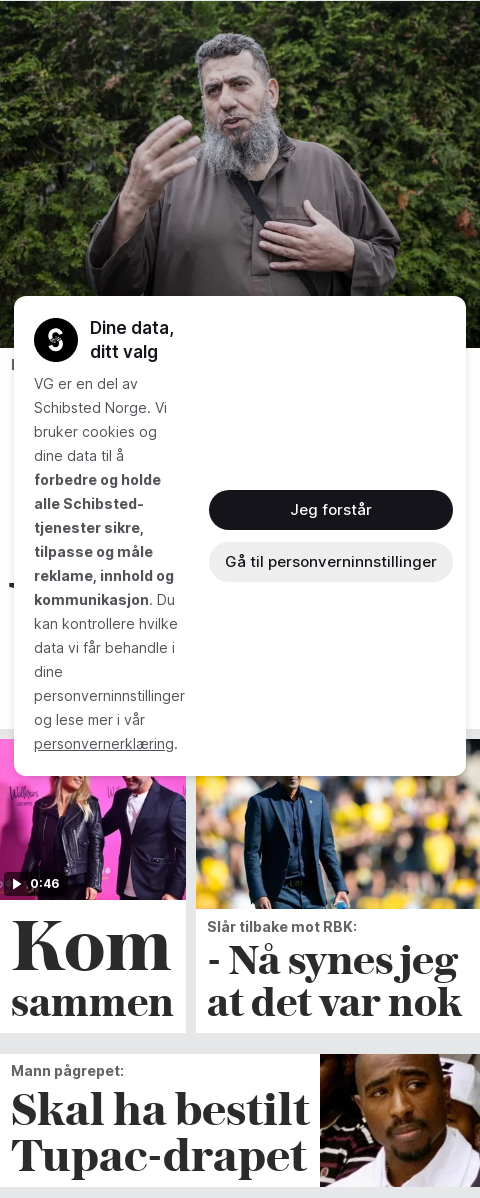 Dine data,
ditt valg
VG er en del av
Schibsted Norge. Vi
bruker cookies og
dine data til å
forbedre og holde
alle Schibsted-
tjenester sikre,
tilpasse og måle
reklame, innhold og
kommunikasjon. Du
kan kontrollere hvilke
data vi får behandle i
dine
personverninnstillinger
og lese mer i vår
personvernerklæring.
Jeg forstår
Gå til personverninnstillinger
0:46
Kom
sammen
Slår tilbake mot RBK:
- Nå synes jeg
at det var nok
Mann pågrepet:
Skal ha bestilt
Tupac-drapet